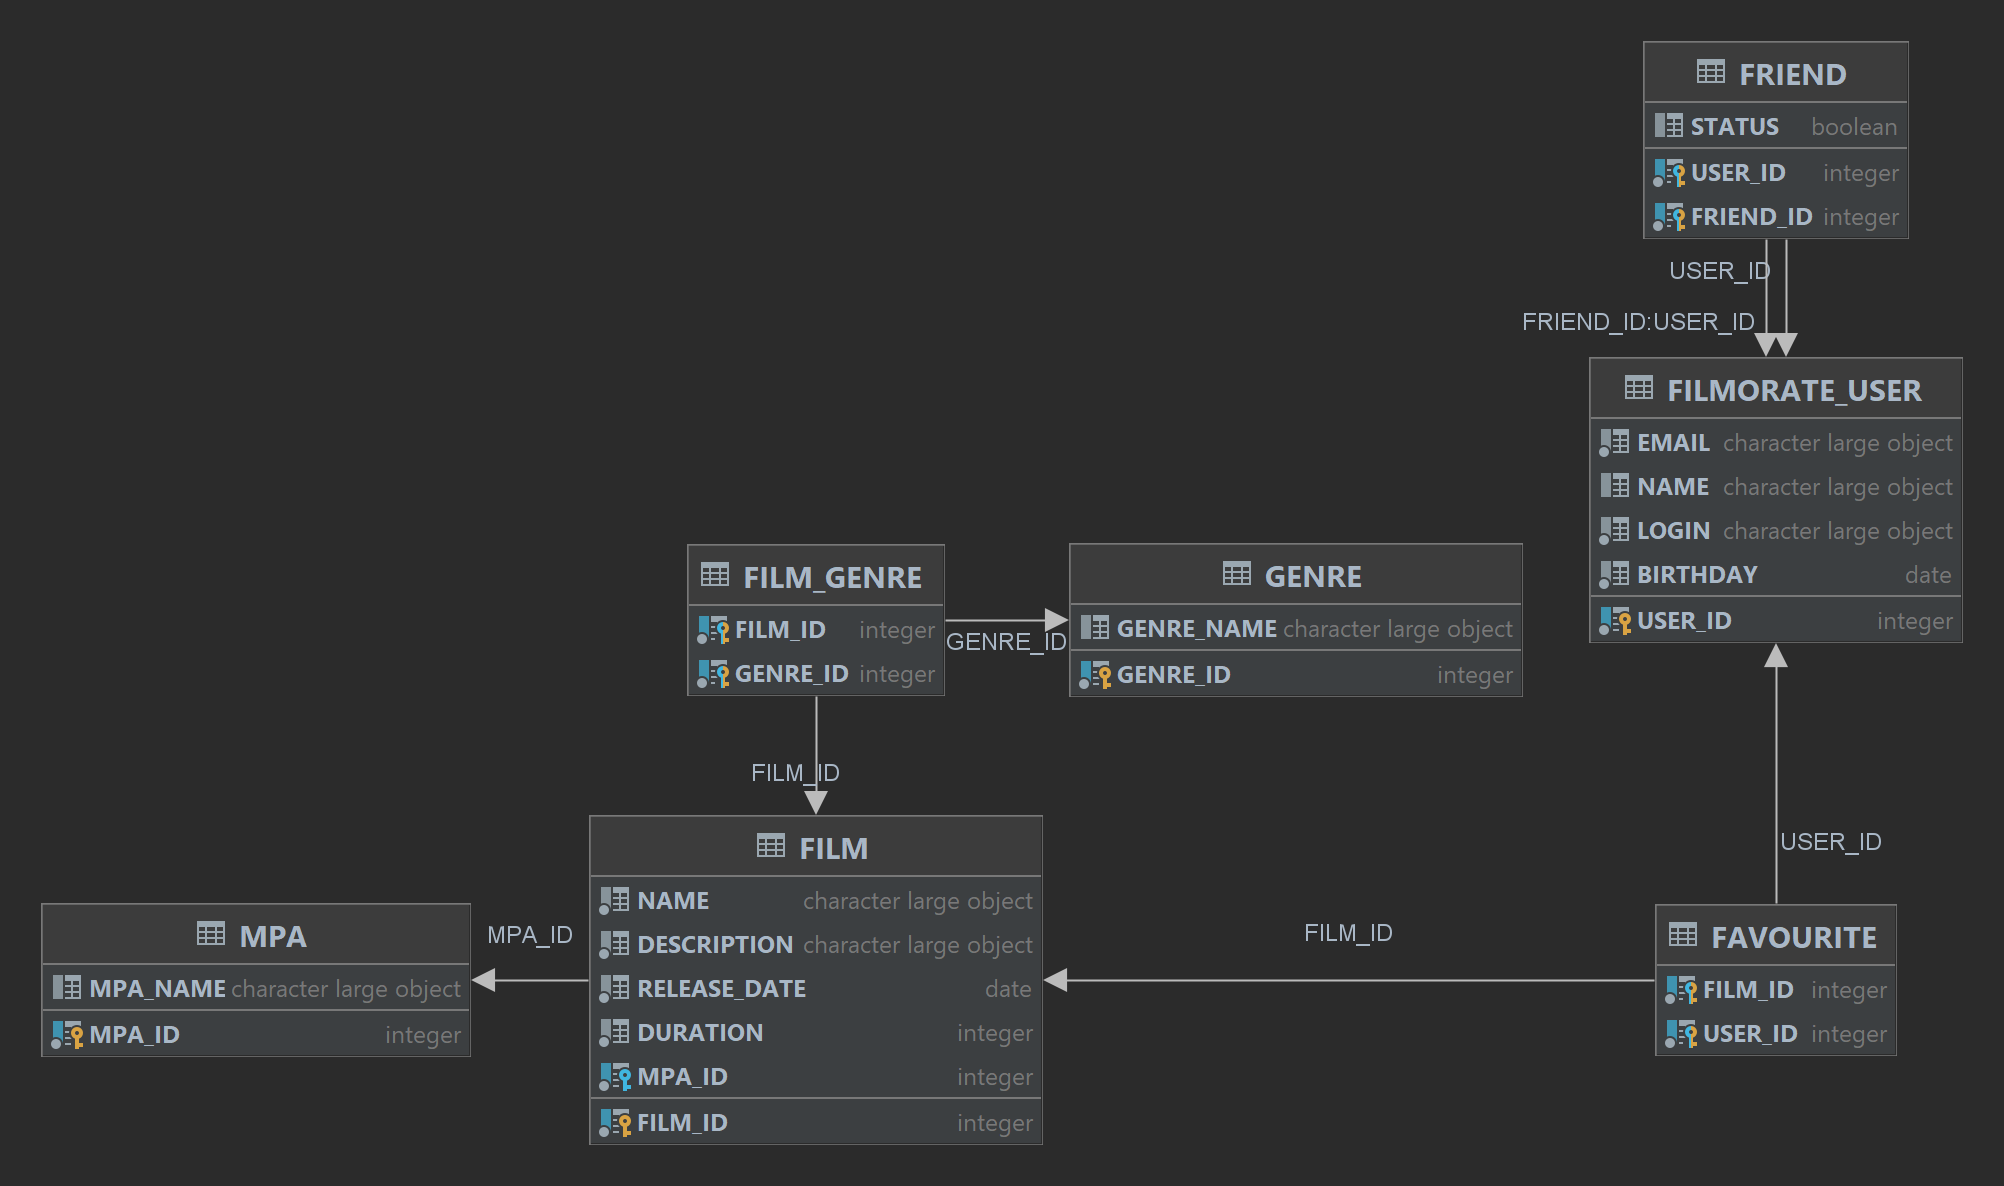 FRIEND
STATUS boolean
USER_ID integer
FRIEND_ID integer
USER_ID
FRIEND_ID:USER_ID
FILMORATE_USER
EMAIL character large object
NAME character large object
LOGIN character large object
BIRTHDAY date
USER_ID integer
FILM_GENRE
FILM_ID integer
GENRE_ID integer
GENRE_ID
GENRE
GENRE_NAME character large object
GENRE_ID integer
FILM_ID
FILM
NAME character large object
DESCRIPTION character large object
RELEASE_DATE date
DURATION integer
MPA_ID integer
FILM_ID integer
MPA_ID
MPA
MPA_NAME character large object
MPA_ID integer
FILM_ID
USER_ID
FAVOURITE
FILM_ID integer
USER_ID integer